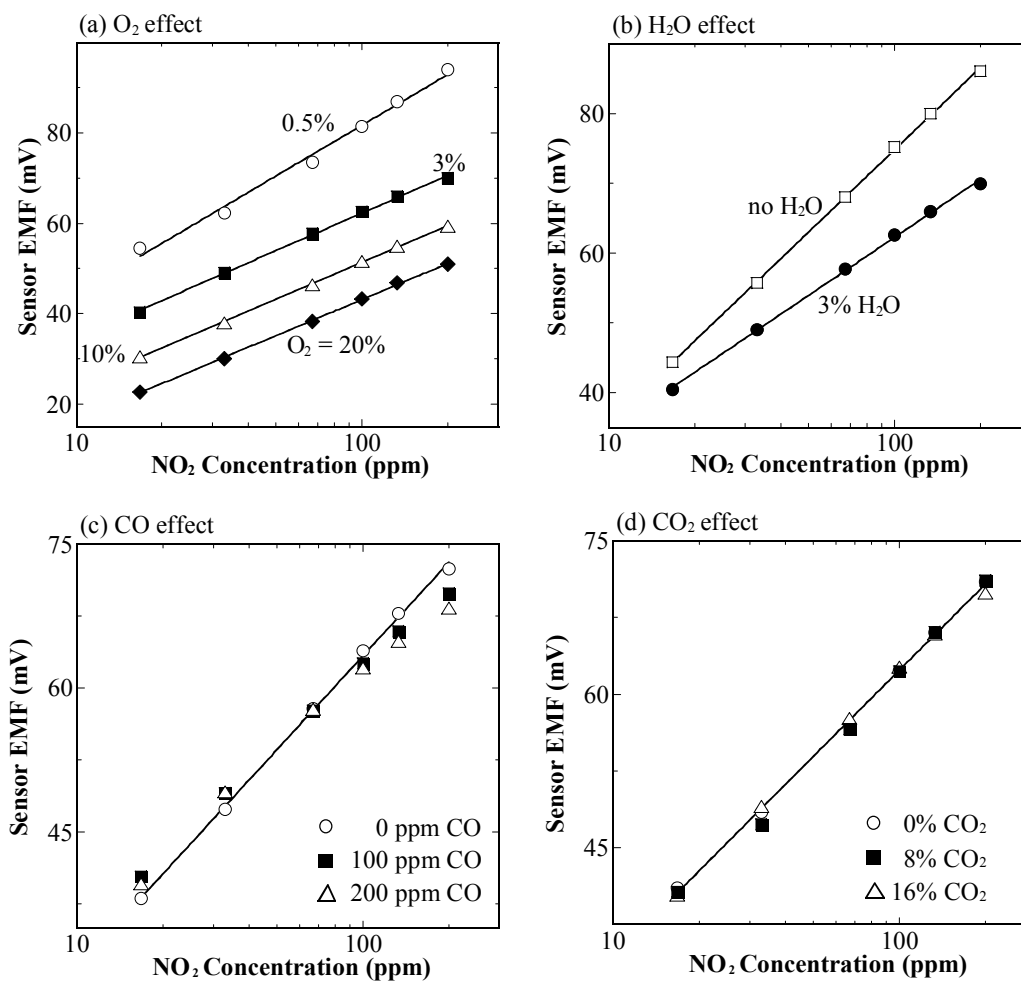 (a) O₂ effect
80
60
40
20
10
100
0.5%
3%
10%
O₂ = 20%
Sensor EMF (mV)
NO₂ Concentration (ppm)
(b) H₂O effect
80
60
40
10
100
no H₂O
3% H₂O
Sensor EMF (mV)
NO₂ Concentration (ppm)
(c) CO effect
75
60
45
10
100
0 ppm CO
100 ppm CO
200 ppm CO
Sensor EMF (mV)
NO₂ Concentration (ppm)
(d) CO₂ effect
75
60
45
10
100
0% CO₂
8% CO₂
16% CO₂
Sensor EMF (mV)
NO₂ Concentration (ppm)